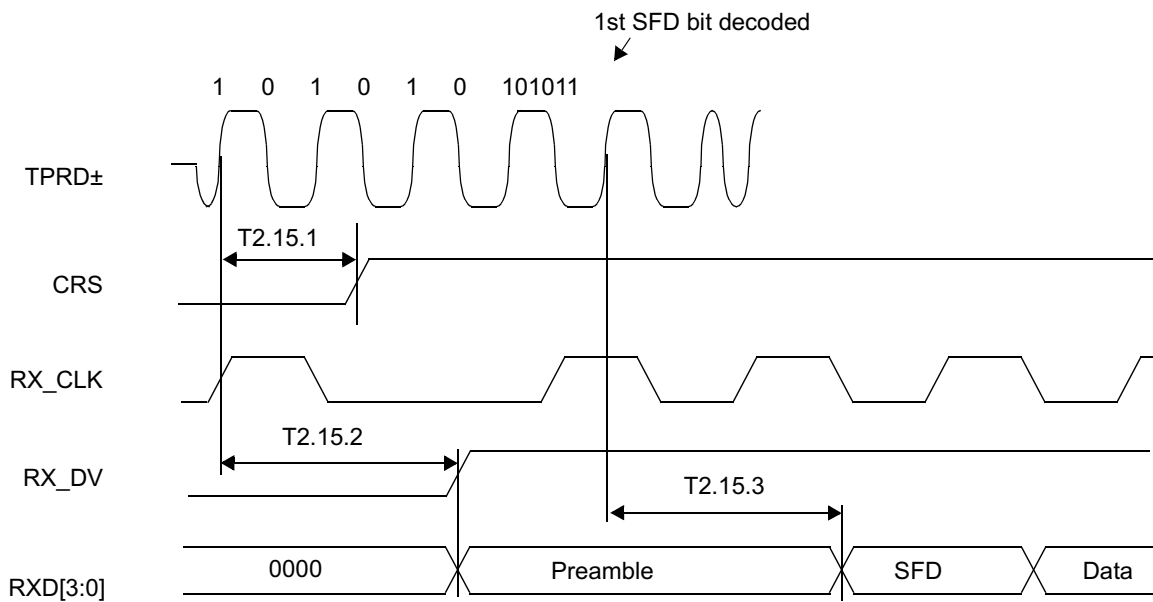 1st SFD bit decoded
1 0 1 0 1 0 101011
TPRD±
T2.15.1
CRS
RX_CLK
T2.15.2
RX_DV
T2.15.3
RXD[3:0]
0000 Preamble SFD Data